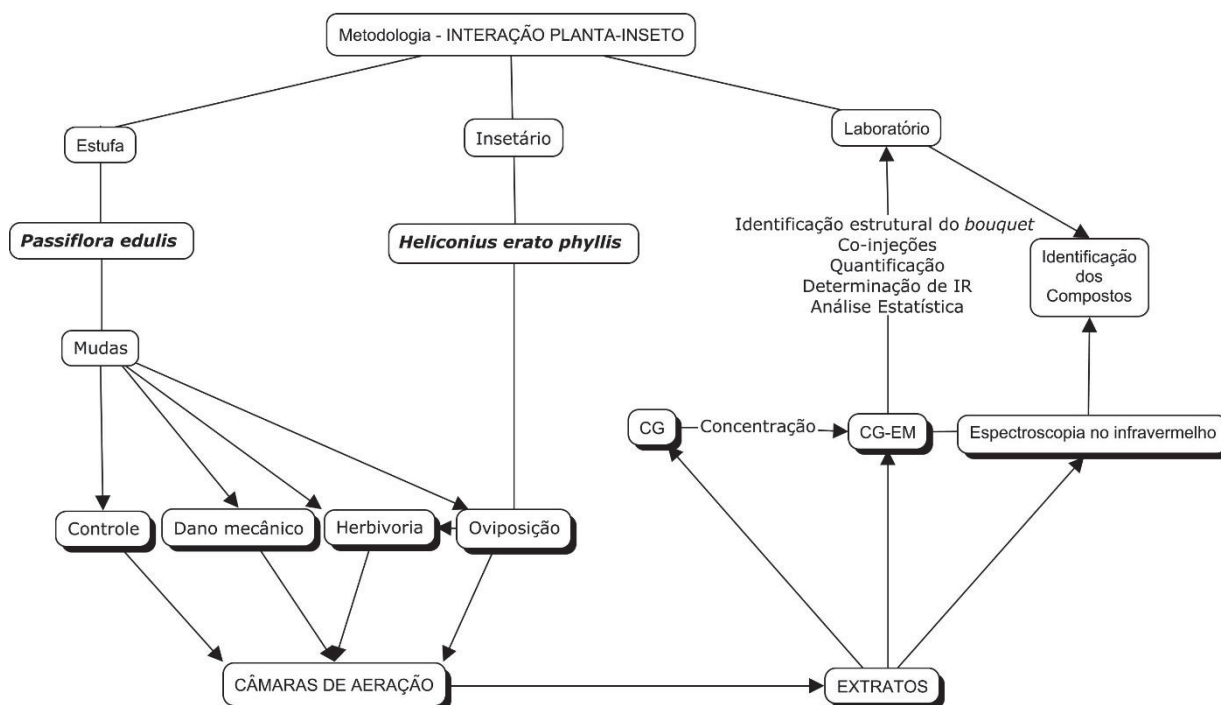 Metodologia - INTERAÇÃO PLANTA-INSETO
Estufa
Insetário
Laboratório
Passiflora edulis
Heliconius erato phyllis
Identificação estrutural do bouquet
Co-injeções
Quantificação
Determinação de IR
Análise Estatística
Identificação
dos
Compostos
Mudas
CG
Concentração
CG-EM
Espectroscopia no infravermelho
Controle
Dano mecânico
Herbivoria
Oviposição
CÂMARAS DE AERAÇÃO
EXTRATOS